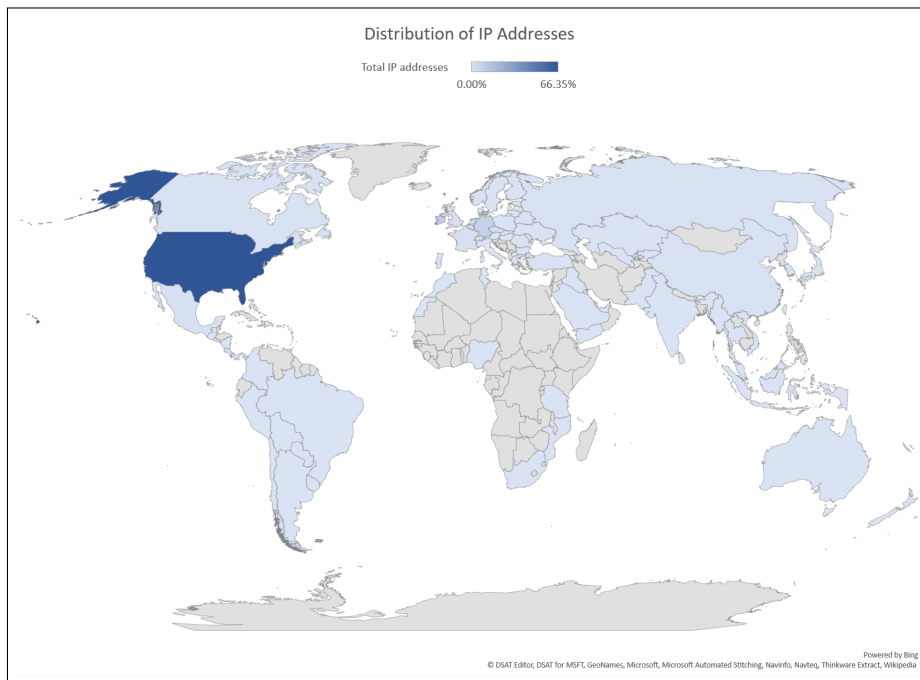 Distribution of IP Addresses
Total IP addresses
0.00% 66.35%
Powered by Bing
© DSAT Editor, DSAT for MSFT, GeoNames, Microsoft, Microsoft Automated Stitching, Navinfo, Navteq, Thinkware Extract, Wikipedia